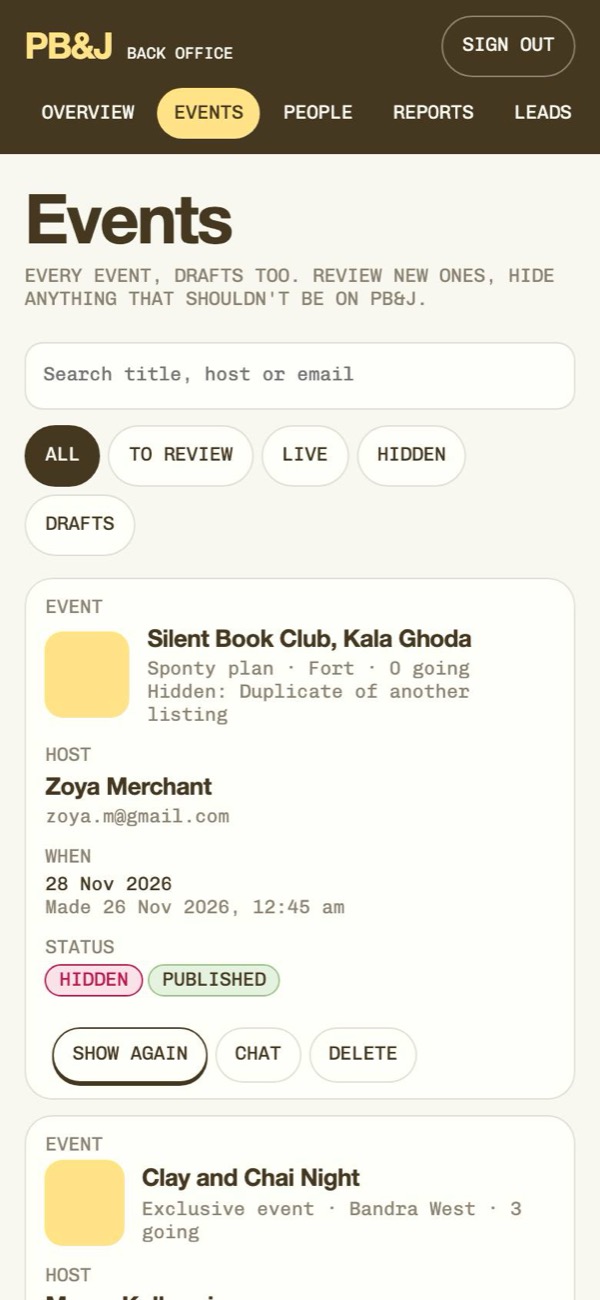 PB&J BACK OFFICE
SIGN OUT
OVERVIEW EVENTS PEOPLE REPORTS LEADS
Events
EVERY EVENT, DRAFTS TOO. REVIEW NEW ONES, HIDE
ANYTHING THAT SHOULDN'T BE ON PB&J.
Search title, host or email
ALL TO REVIEW LIVE HIDDEN
DRAFTS
EVENT
Silent Book Club, Kala Ghoda
Sponty plan · Fort · 0 going
Hidden: Duplicate of another
listing
HOST
Zoya Merchant
zoya.m@gmail.com
WHEN
28 Nov 2026
Made 26 Nov 2026, 12:45 am
STATUS
HIDDEN PUBLISHED
SHOW AGAIN CHAT DELETE
EVENT
Clay and Chai Night
Exclusive event · Bandra West · 3
going
HOST